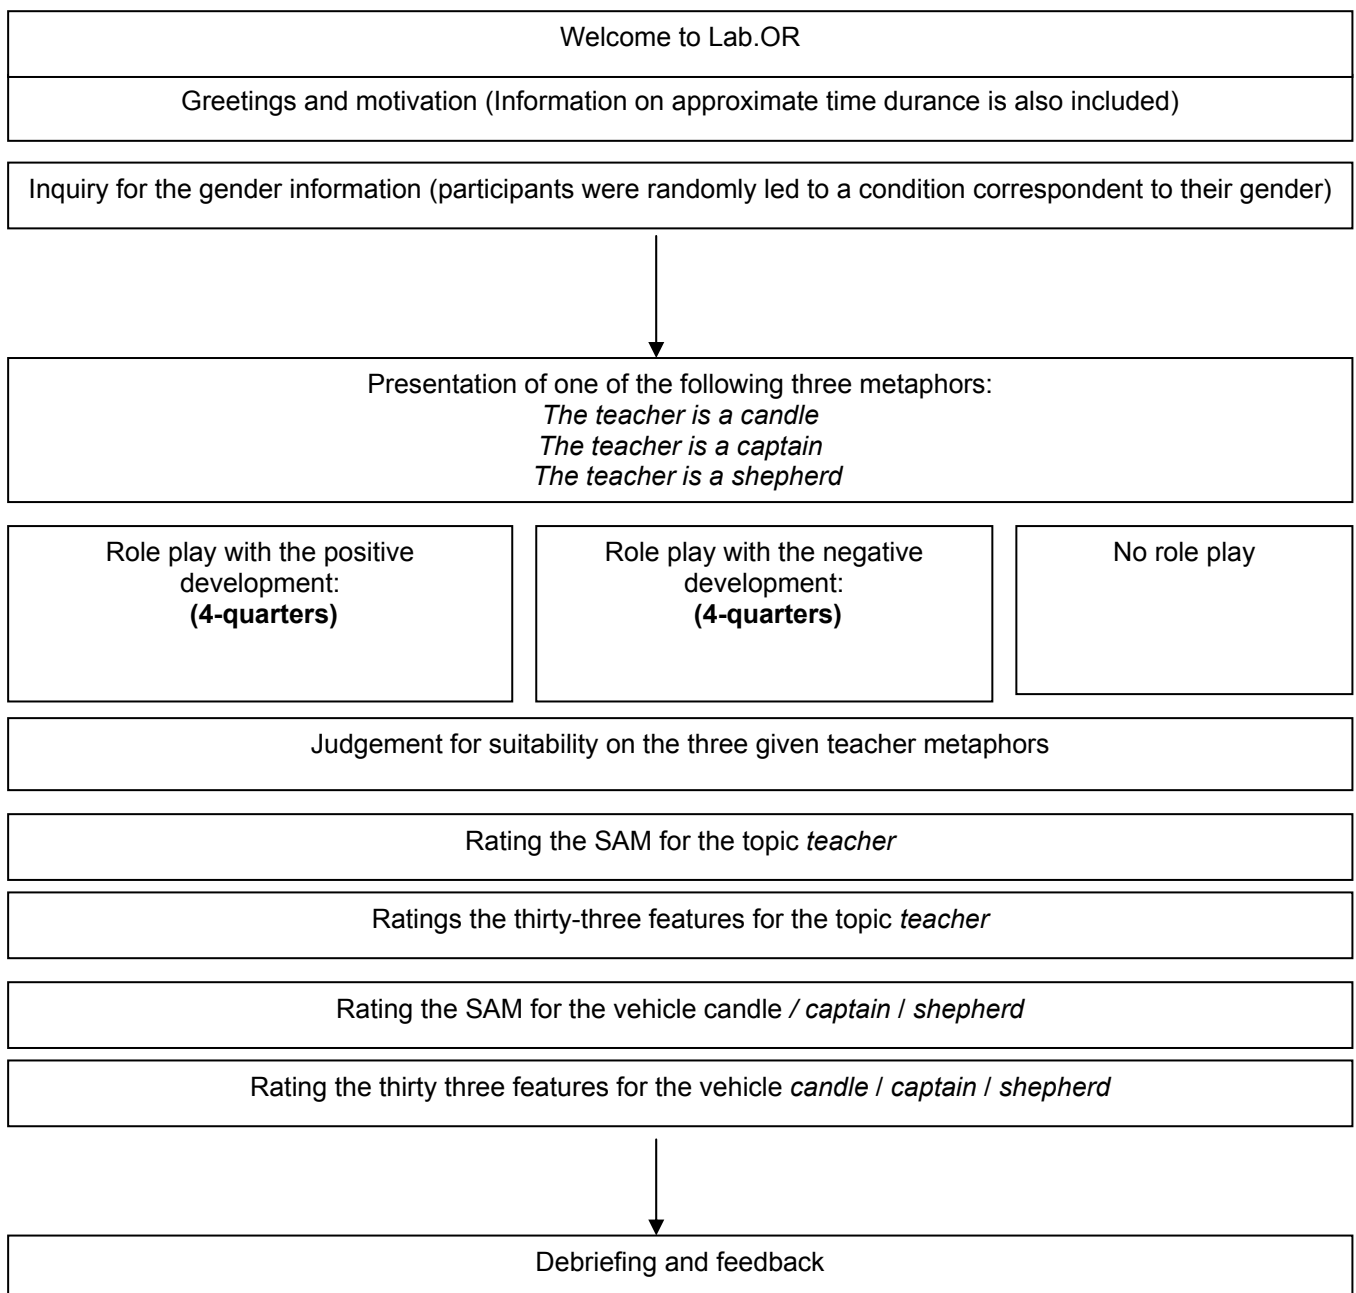 Welcome to Lab.OR
Greetings and motivation (Information on approximate time durance is also included)
Inquiry for the gender information (participants were randomly led to a condition correspondent to their gender)
Presentation of one of the following three metaphors:
The teacher is a candle
The teacher is a captain
The teacher is a shepherd
Role play with the positive
development:
(4-quarters)
Role play with the negative
development:
(4-quarters)
No role play
Judgement for suitability on the three given teacher metaphors
Rating the SAM for the topic teacher
Ratings the thirty-three features for the topic teacher
Rating the SAM for the vehicle candle / captain / shepherd
Rating the thirty three features for the vehicle candle / captain / shepherd
Debriefing and feedback